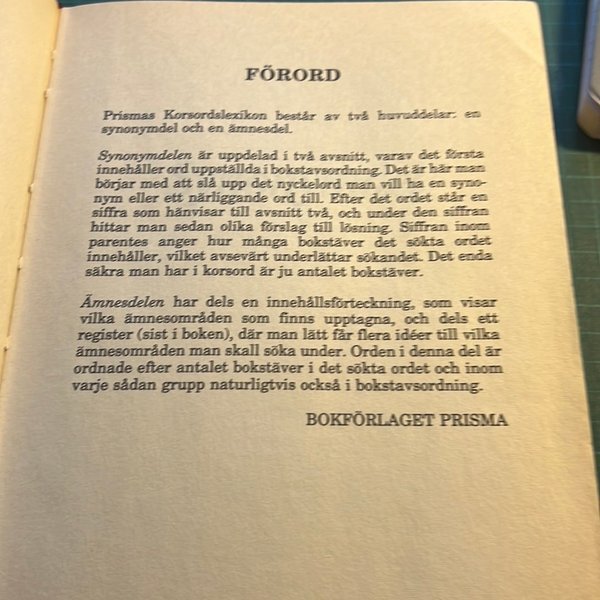 FÖRORD
Prismas Korsordslexikon består av två huvuddelar: en
synonymdel och en ämnesdel.
Synonymdelen är uppdelad i två avsnitt, varav det första
innehåller ord uppställda i bokstavsordning. Det är här man
börjar med att slå upp det nyckelord man vill ha en syno-
nym eller ett närliggande ord till. Efter det ordet står en
siffra som hänvisar till avsnitt två, och under den siffran
hittar man sedan olika förslag till lösning. Siffran inom
parentes anger hur många bokstäver det sökta ordet
innehåller, vilket avsevärt underlättar sökandet. Det enda
säkra man har i korsord är ju antalet bokstäver.
Ämnesdelen har dels en innehållsförteckning, som visar
vilka ämnesområden som finns upptagna, och dels ett
register (sist i boken), där man lätt får flera idéer till vilka
ämnesområden man skall söka under. Orden i denna del är
ordnade efter antalet bokstäver i det sökta ordet och inom
varje sådan grupp naturligtvis också i bokstavsordning.
BOKFÖRLAGET PRISMA